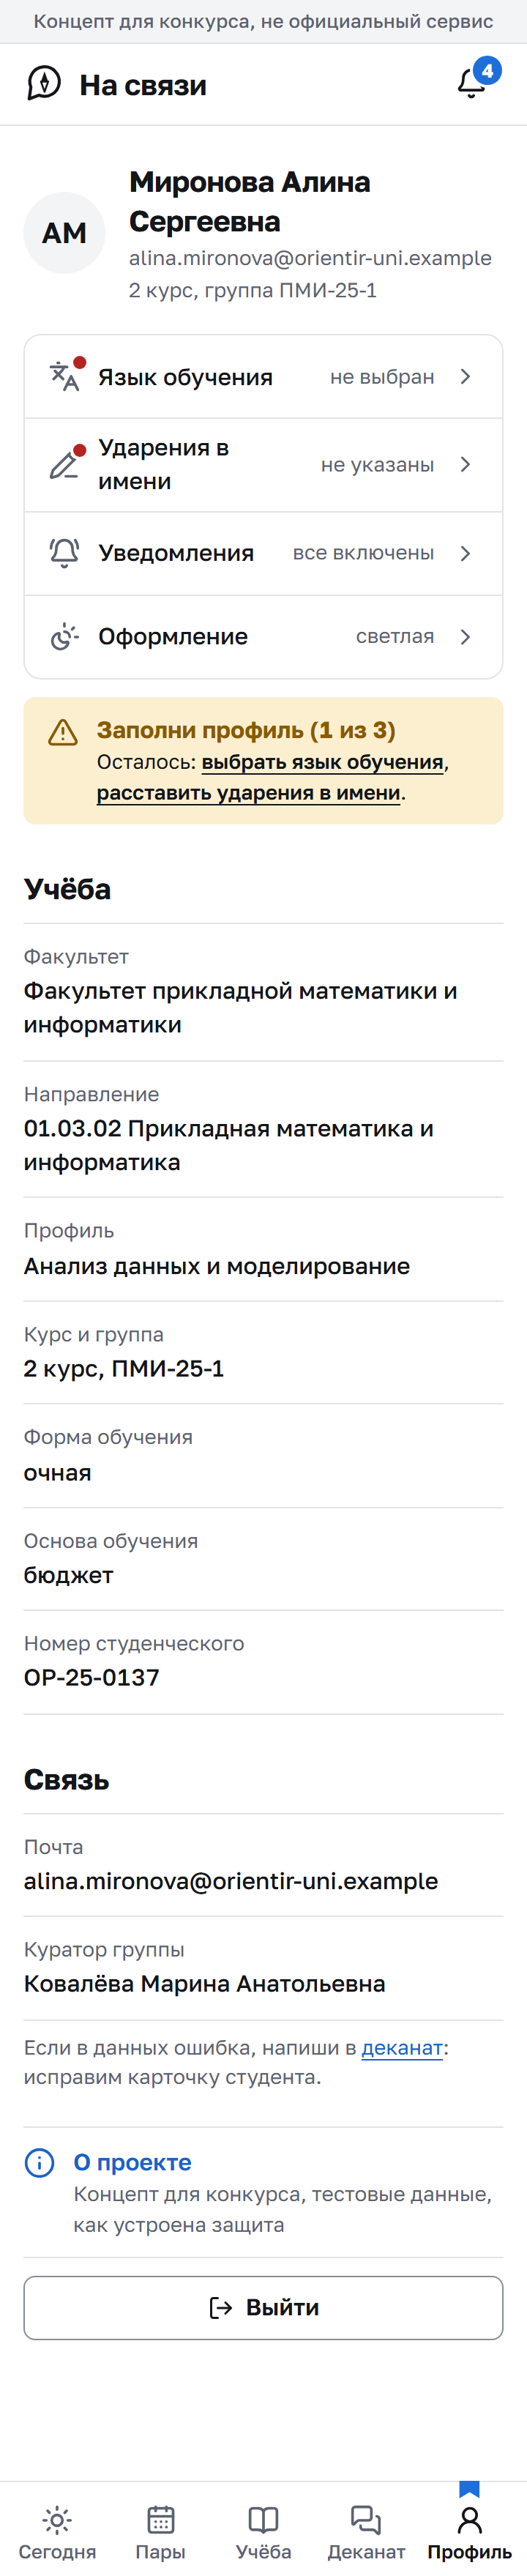 Концепт для конкурса, не официальный сервис
На связи
4
АМ
Миронова Алина
Сергеевна
alina.mironova@orientir-uni.example
2 курс, группа ПМИ-25-1
Язык обучения
не выбран
Ударения в
имени
не указаны
Уведомления
все включены
Оформление
светлая
Заполни профиль (1 из 3)
Осталось: выбрать язык обучения,
расставить ударения в имени.
Учёба
Факультет
Факультет прикладной математики и
информатики
Направление
01.03.02 Прикладная математика и
информатика
Профиль
Анализ данных и моделирование
Курс и группа
2 курс, ПМИ-25-1
Форма обучения
очная
Основа обучения
бюджет
Номер студенческого
ОР-25-0137
Связь
Почта
alina.mironova@orientir-uni.example
Куратор группы
Ковалёва Марина Анатольевна
Если в данных ошибка, напиши в деканат:
исправим карточку студента.
О проекте
Концепт для конкурса, тестовые данные,
как устроена защита
Выйти
Сегодня
Пары
Учёба
Деканат
Профиль